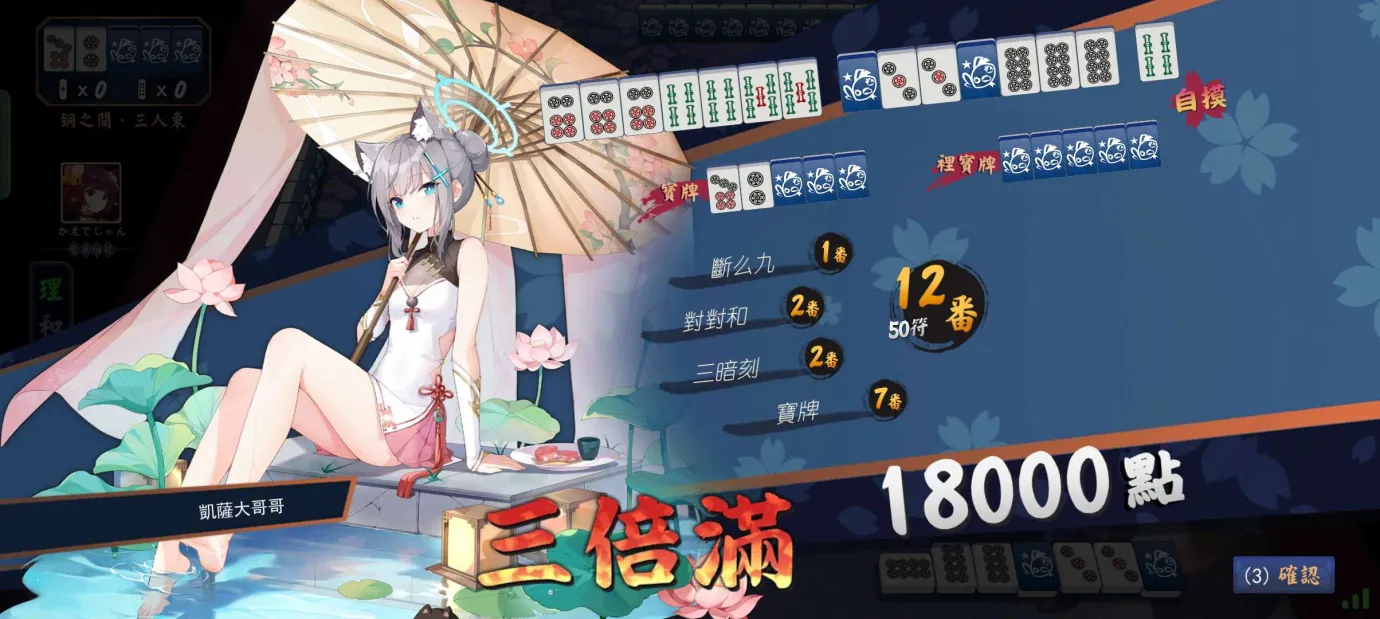 x 0
x 0
銅之間・三人東
かえでじゃん
理
和
自摸
寶牌
裡寶牌
斷么九
1番
對對和
2番
三暗刻
2番
寶牌
7番
12番
50符
凱薩大哥哥
三倍滿
18000點
(3) 確認